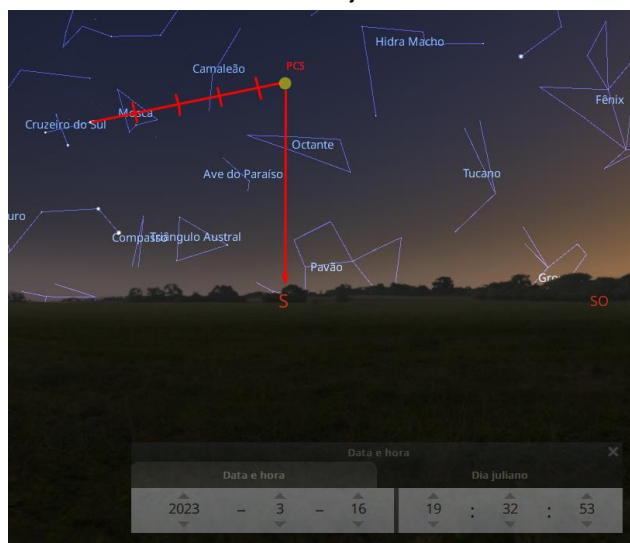 Hidra Macho
PCS
Camaleão
Fênix
Mosca
Cruzeiro do Sul
Octante
Ave do Paraíso
Tucano
uro
Compasso
Triângulo Austral
Pavão
Gro
S
SO
Data e hora
Data e hora
Dia juliano
2023 – 3 – 16
19 : 32 : 53